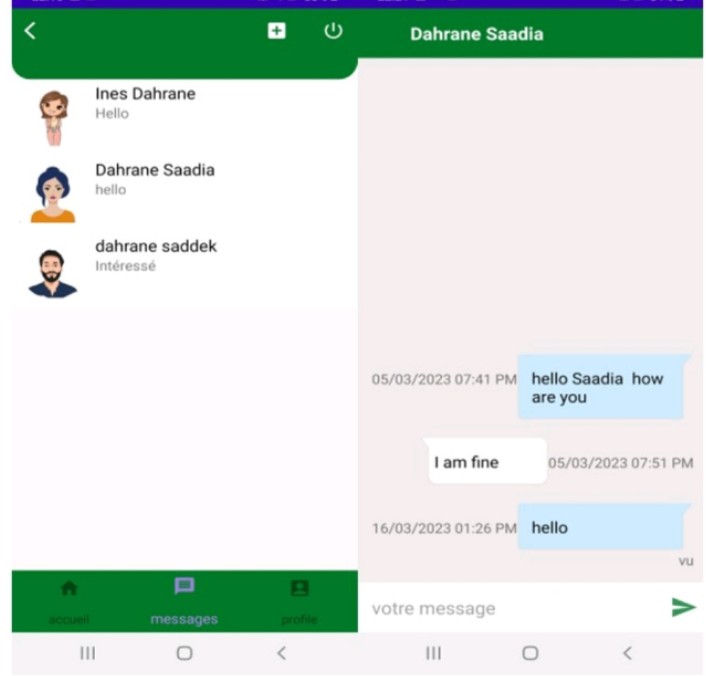 Ines Dahrane
Hello
Dahrane Saadia
hello
dahrane saddek
Intéressé
accueil
messages
profile
Dahrane Saadia
05/03/2023 07:41 PM
hello Saadia how
are you
I am fine
05/03/2023 07:51 PM
16/03/2023 01:26 PM
hello
vu
votre message